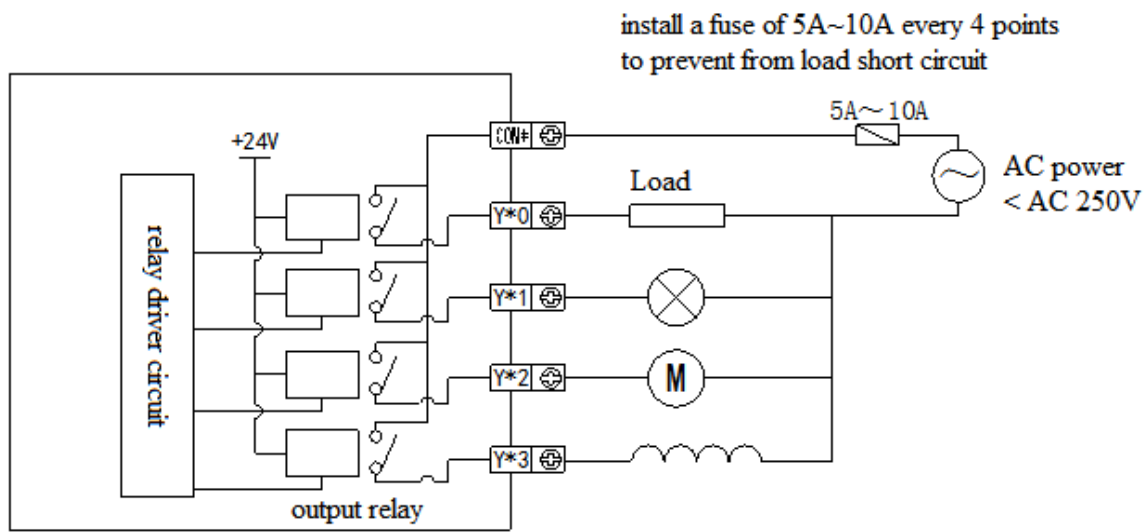 install a fuse of 5A~10A every 4 points
to prevent from load short circuit
5A～10A
+24V
COM#
AC power
< AC 250V
Load
Y*0
relay driver circuit
Y*1
Y*2
M
Y*3
output relay